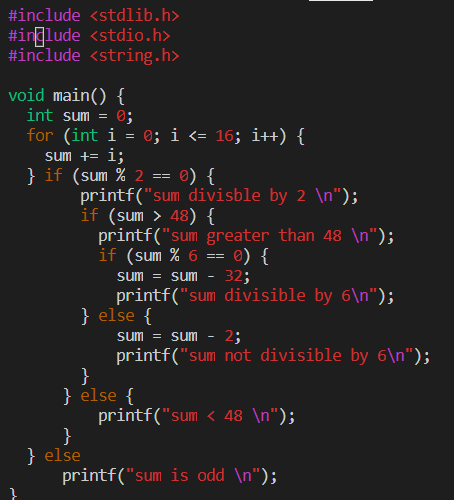 #include <stdlib.h>
#include <stdio.h>
#include <string.h>

void main() {
  int sum = 0;
  for (int i = 0; i <= 16; i++) {
    sum += i;
  } if (sum % 2 == 0) {
        printf("sum divisble by 2 \n");
        if (sum > 48) {
          printf("sum greater than 48 \n");
          if (sum % 6 == 0) {
            sum = sum - 32;
            printf("sum divisible by 6\n");
        } else {
            sum = sum - 2;
            printf("sum not divisible by 6\n");
        }
      } else {
          printf("sum < 48 \n");
      }
  } else
      printf("sum is odd \n");
}